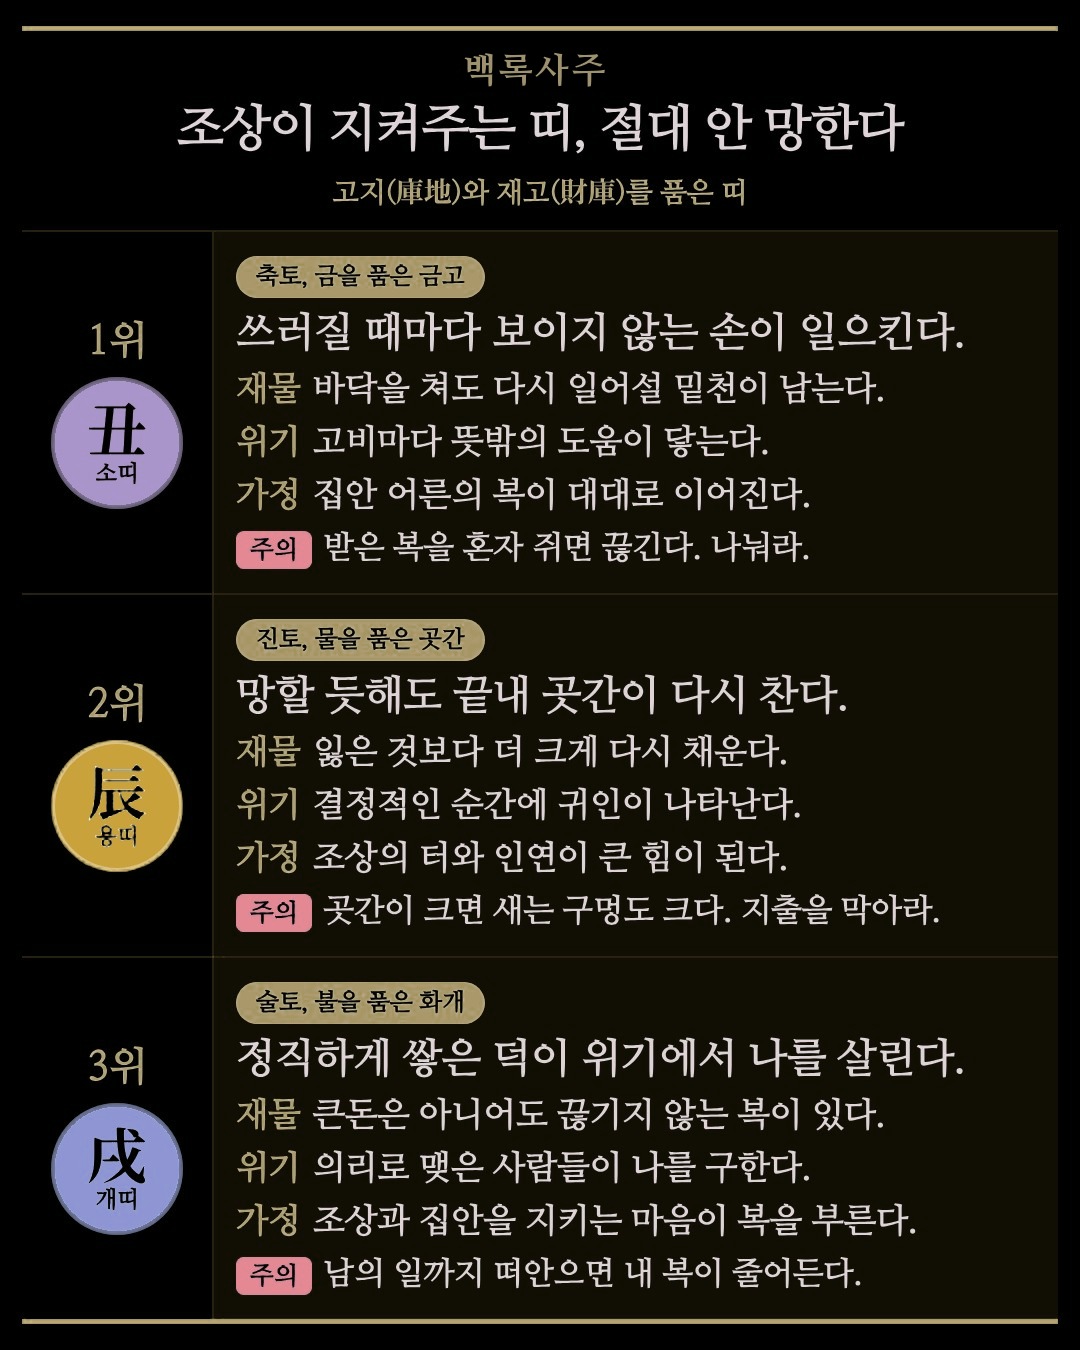 백록사주
조상이 지켜주는 띠, 절대 안 망한다
고지(庫地)와 재고(財庫)를 품은 띠
1위
丑
소띠
축토, 금을 품은 금고
쓰러질 때마다 보이지 않는 손이 일으킨다.
재물 바닥을 쳐도 다시 일어설 밑천이 남는다.
위기 고비마다 뜻밖의 도움이 닿는다.
가정 집안 어른의 복이 대대로 이어진다.
주의 받은 복을 혼자 쥐면 끊긴다. 나눠라.
2위
辰
용띠
진토, 물을 품은 곳간
망할 듯해도 끝내 곳간이 다시 찬다.
재물 잃은 것보다 더 크게 다시 채운다.
위기 결정적인 순간에 귀인이 나타난다.
가정 조상의 터와 인연이 큰 힘이 된다.
주의 곳간이 크면 새는 구멍도 크다. 지출을 막아라.
3위
戌
개띠
술토, 불을 품은 화개
정직하게 쌓은 덕이 위기에서 나를 살린다.
재물 큰돈은 아니어도 끊기지 않는 복이 있다.
위기 의리로 맺은 사람들이 나를 구한다.
가정 조상과 집안을 지키는 마음이 복을 부른다.
주의 남의 일까지 떠안으면 내 복이 줄어든다.